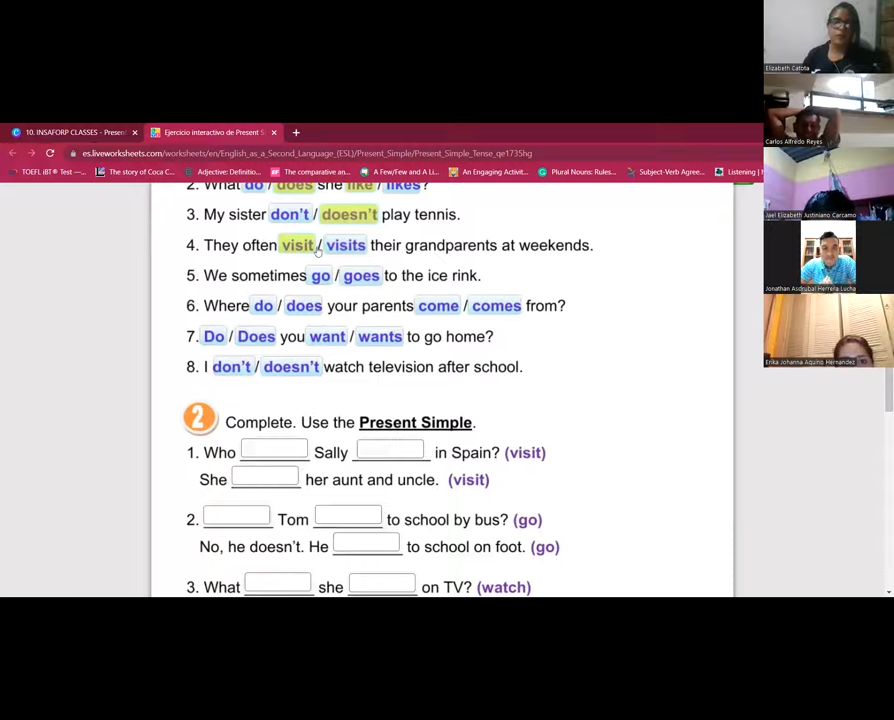 Elizabeth Catota
Carlos Alfredo Reyes
Jael Elizabeth Justiniano Carcamo
Jonathan Asdrubal Herrera Lucha
Erika Johanna Aquino Hernandez
10. INSAFORP CLASSES - Present
Ejercicio interactivo de Present S
es.liveworksheets.com/worksheets/en/English_as_a_Second_Language_(ESL)/Present_Simple/Present_Simple_Tense_qe1735hg
TOEFL iBT® Test —... The story of Coca C... Adjective: Definitio... The comparative an... A Few/Few and A Li... An Engaging Activit... Plural Nouns: Rules... Subject-Verb Agree... Listening |
2. What do / does she like / likes?
3. My sister don't / doesn't play tennis.
4. They often visit / visits their grandparents at weekends.
5. We sometimes go / goes to the ice rink.
6. Where do / does your parents come / comes from?
7. Do / Does you want / wants to go home?
8. I don't / doesn't watch television after school.
2 Complete. Use the Present Simple.
1. Who Sally in Spain? (visit)
She her aunt and uncle. (visit)
2. Tom to school by bus? (go)
No, he doesn't. He to school on foot. (go)
3. What she on TV? (watch)